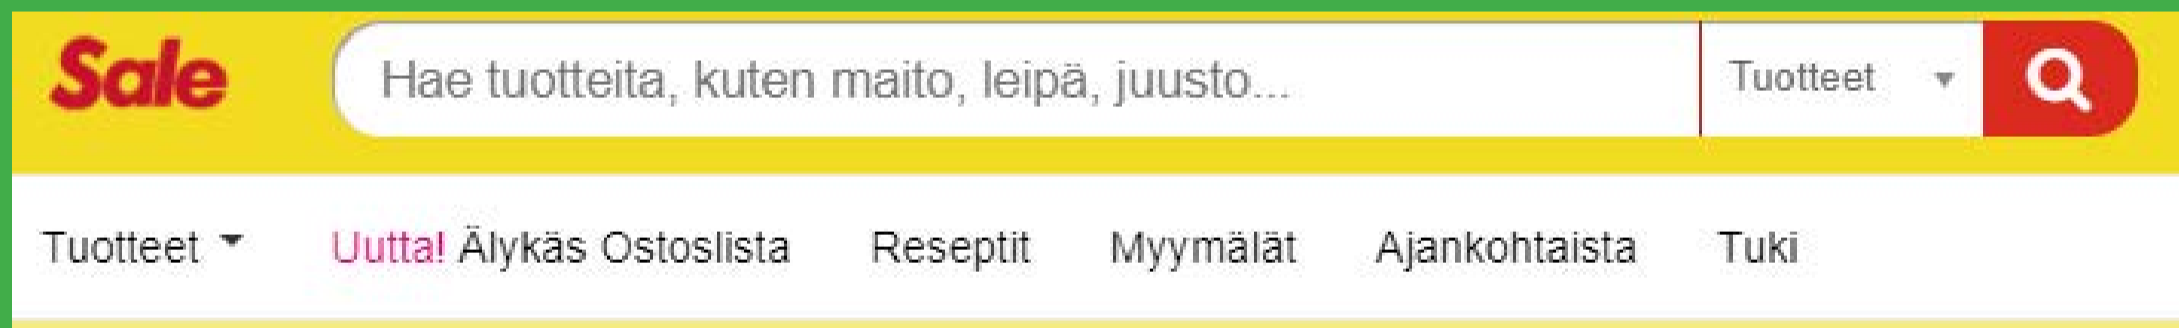 Sale
Hae tuotteita, kuten maito, leipä, juusto...
Tuotteet
Tuotteet
Uutta! Älykäs Ostoslista
Reseptit
Myymälät
Ajankohtaista
Tuki